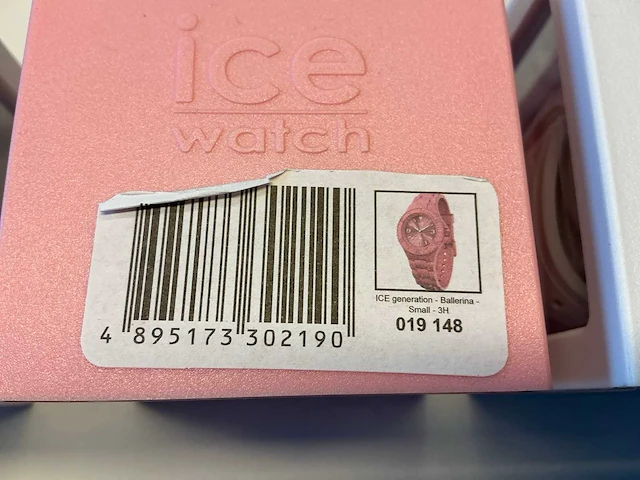 ice
watch
ICE generation - Ballerina -
Small - 3H
019 148
4 895173 302190